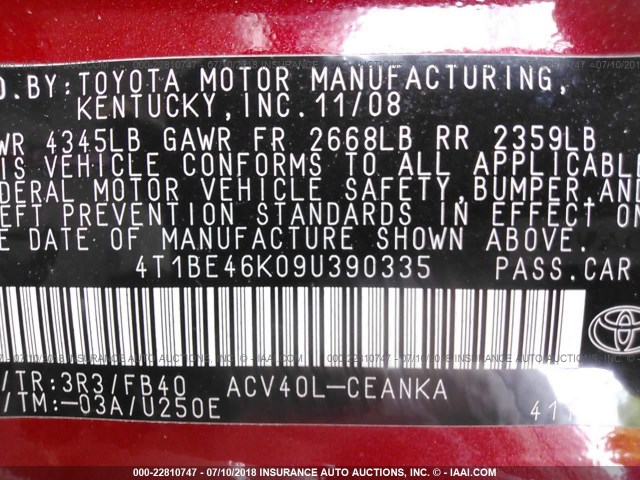 D.BY:TOYOTA MOTOR MANUFACTURING,
KENTUCKY,INC. 11/08
WR 4345LB GAWR FR 2668LB RR 2359LB
IS VEHICLE CONFORMS TO ALL APPLICABLE
DERAL MOTOR VEHICLE SAFETY,BUMPER,AND
EFT PREVENTION STANDARDS IN EFFECT ON
E DATE OF MANUFACTURE SHOWN ABOVE.
4T1BE46K09U390335 PASS.CAR
/TR:3R3/FB40 ACV40L-CEANKA
/TM:-03A/U250E 411
000-22810747 - 07/10/2018 INSURANCE AUTO AUCTIONS, INC. - © - IAAI.COM